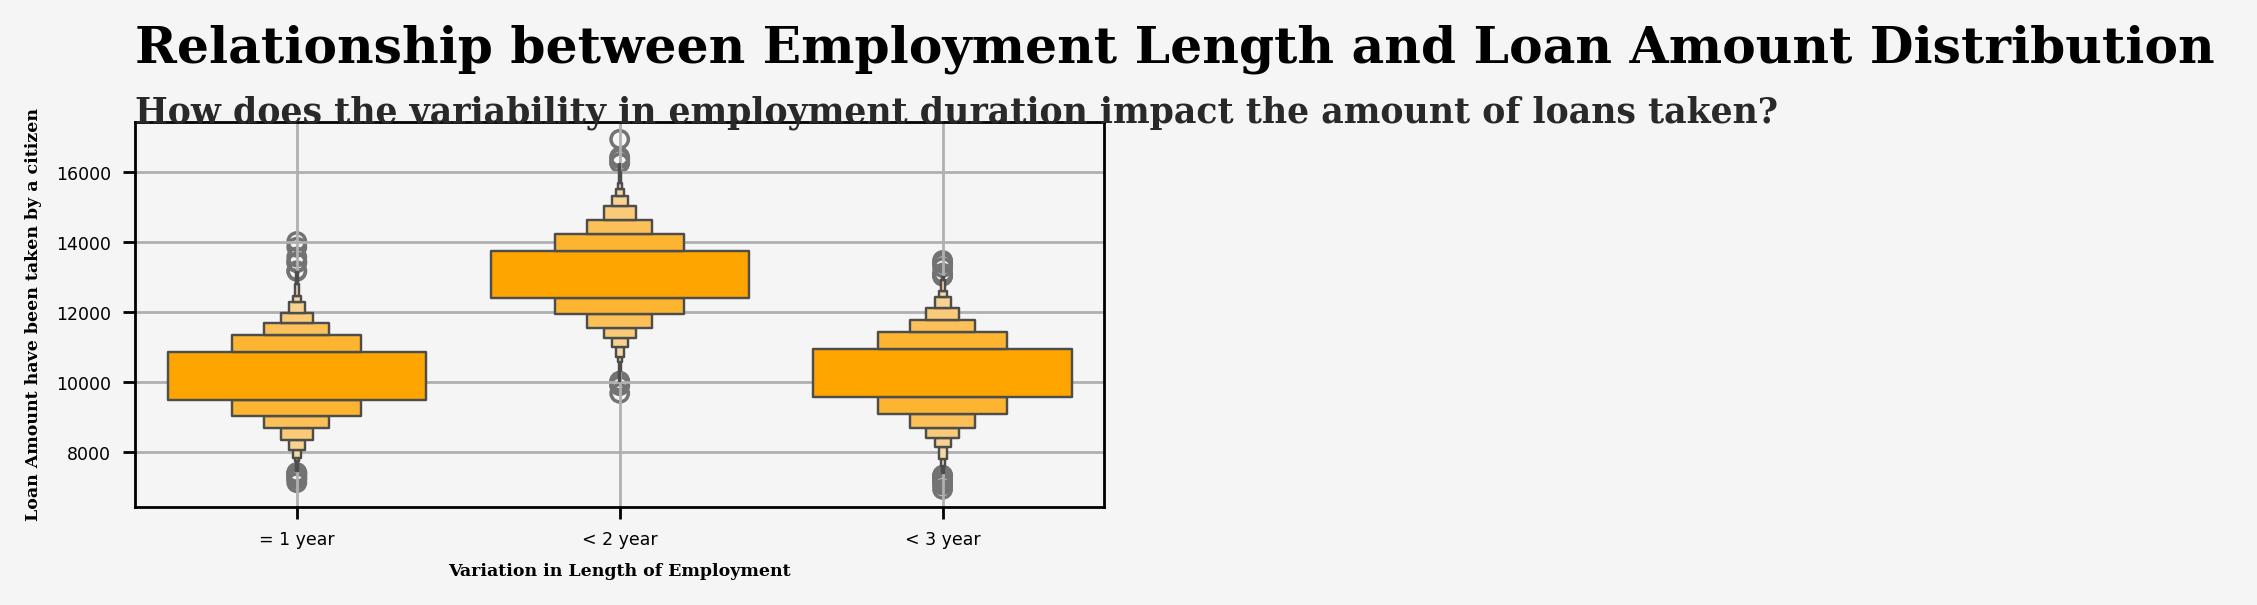 Relationship between Employment Length and Loan Amount Distribution
How does the variability in employment duration impact the amount of loans taken?
Loan Amount have been taken by a citizen
16000
14000
12000
10000
8000
= 1 year
< 2 year
< 3 year
Variation in Length of Employment